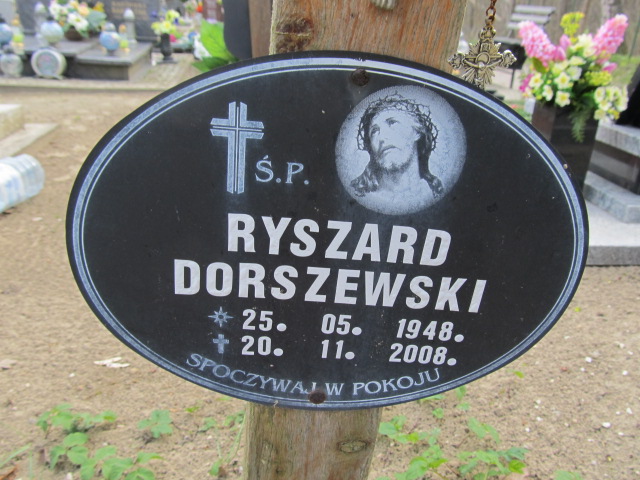 Ś.P.
RYSZARD
DORSZEWSKI
25. 05. 1948.
20. 11. 2008.
SPOCZYWAJ W POKOJU